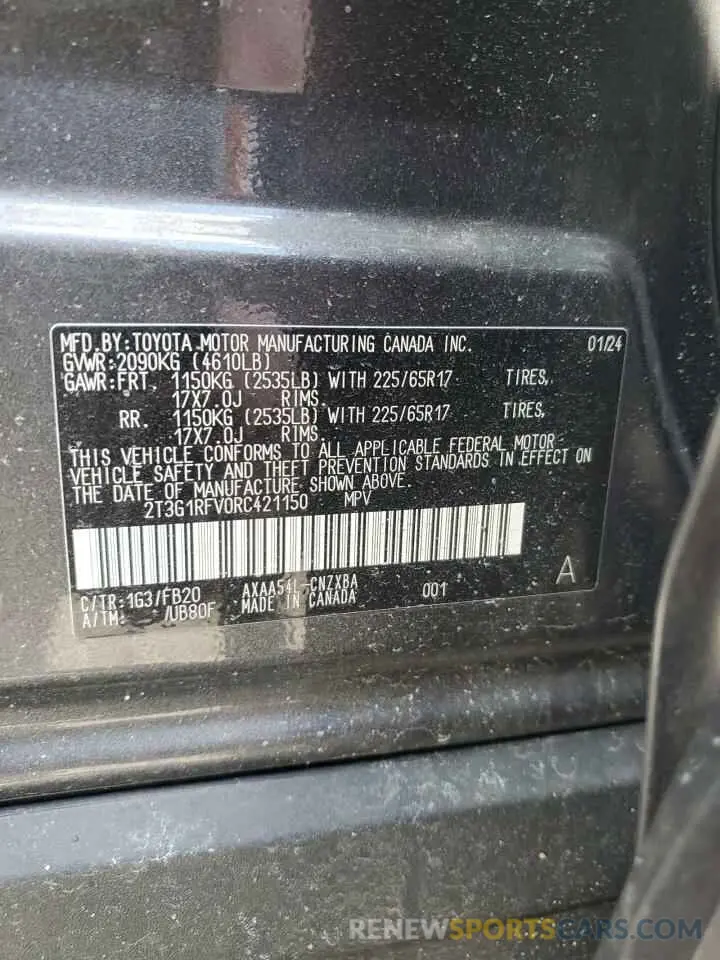 MFD.BY:TOYOTA MOTOR MANUFACTURING CANADA INC. 01/24
GVWR:2090KG (4610LB)
GAWR:FRT. 1150KG (2535LB) WITH 225/65R17 TIRES,
17X7.0J RIMS.
RR. 1150KG (2535LB) WITH 225/65R17 TIRES,
17X7.0J RIMS.
THIS VEHICLE CONFORMS TO ALL APPLICABLE FEDERAL MOTOR
VEHICLE SAFETY AND THEFT PREVENTION STANDARDS IN EFFECT ON
THE DATE OF MANUFACTURE SHOWN ABOVE.
2T3G1RFV0RC421150 MPV
C/TR:1G3/FB20 AXAA54L-CNZXBA 001 A
A/TM: /UB80F MADE IN CANADA
RENEWSPORTSCARS.COM